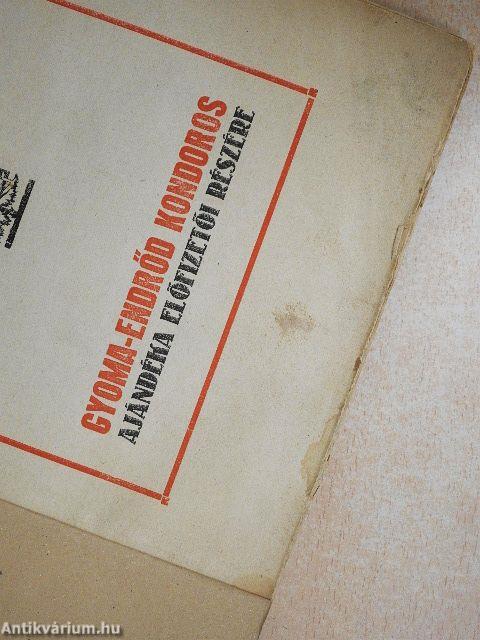 GYOMA-ENDRŐD KONDOROS
AJÁNDÉKA ELŐFIZETŐI RÉSZÉRE
Antikvárium.hu